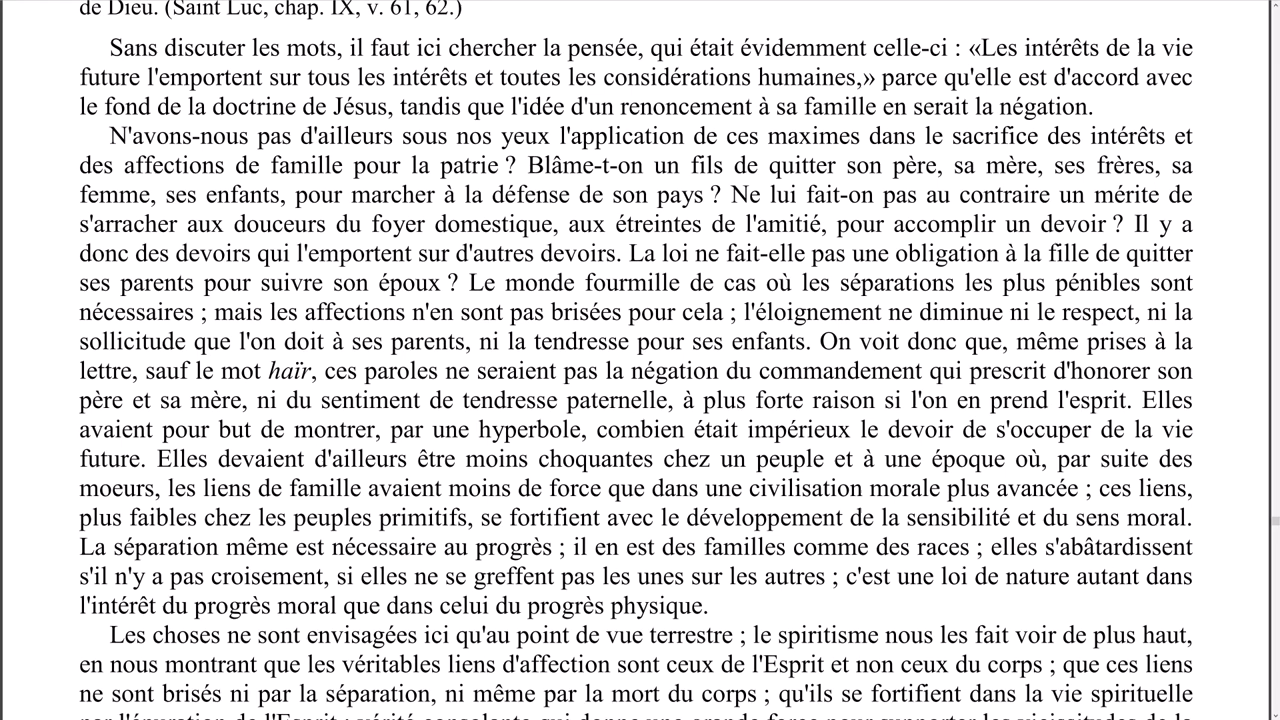 de Dieu. (Saint Luc, chap. IX, v. 61, 62.)
Sans discuter les mots, il faut ici chercher la pensée, qui était évidemment celle-ci : «Les intérêts de la vie
future l'emportent sur tous les intérêts et toutes les considérations humaines,» parce qu'elle est d'accord avec
le fond de la doctrine de Jésus, tandis que l'idée d'un renoncement à sa famille en serait la négation.
N'avons-nous pas d'ailleurs sous nos yeux l'application de ces maximes dans le sacrifice des intérêts et
des affections de famille pour la patrie ? Blâme-t-on un fils de quitter son père, sa mère, ses frères, sa
femme, ses enfants, pour marcher à la défense de son pays ? Ne lui fait-on pas au contraire un mérite de
s'arracher aux douceurs du foyer domestique, aux étreintes de l'amitié, pour accomplir un devoir ? Il y a
donc des devoirs qui l'emportent sur d'autres devoirs. La loi ne fait-elle pas une obligation à la fille de quitter
ses parents pour suivre son époux ? Le monde fourmille de cas où les séparations les plus pénibles sont
nécessaires ; mais les affections n'en sont pas brisées pour cela ; l'éloignement ne diminue ni le respect, ni la
sollicitude que l'on doit à ses parents, ni la tendresse pour ses enfants. On voit donc que, même prises à la
lettre, sauf le mot haïr, ces paroles ne seraient pas la négation du commandement qui prescrit d'honorer son
père et sa mère, ni du sentiment de tendresse paternelle, à plus forte raison si l'on en prend l'esprit. Elles
avaient pour but de montrer, par une hyperbole, combien était impérieux le devoir de s'occuper de la vie
future. Elles devaient d'ailleurs être moins choquantes chez un peuple et à une époque où, par suite des
moeurs, les liens de famille avaient moins de force que dans une civilisation morale plus avancée ; ces liens,
plus faibles chez les peuples primitifs, se fortifient avec le développement de la sensibilité et du sens moral.
La séparation même est nécessaire au progrès ; il en est des familles comme des races ; elles s'abâtardissent
s'il n'y a pas croisement, si elles ne se greffent pas les unes sur les autres ; c'est une loi de nature autant dans
l'intérêt du progrès moral que dans celui du progrès physique.
Les choses ne sont envisagées ici qu'au point de vue terrestre ; le spiritisme nous les fait voir de plus haut,
en nous montrant que les véritables liens d'affection sont ceux de l'Esprit et non ceux du corps ; que ces liens
ne sont brisés ni par la séparation, ni même par la mort du corps ; qu'ils se fortifient dans la vie spirituelle
par l'épuration de l'Esprit : vérité consolante qui donne une grande force pour supporter les vicissitudes de la